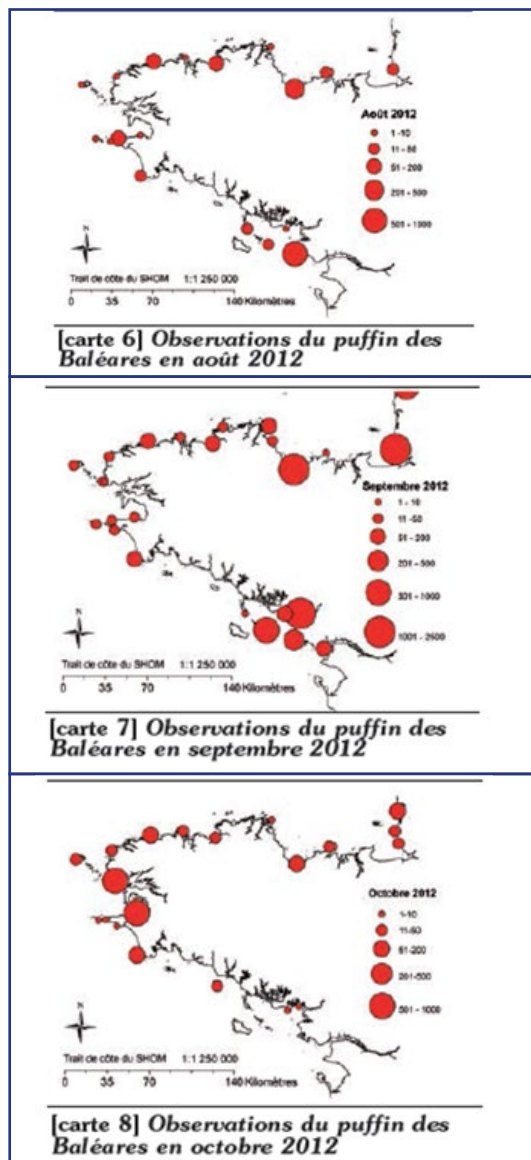 Août 2012
1 - 10
11 - 50
51 - 200
201 - 500
501 - 1000
N
Trait de côte du SHOM 1:1 250 000
0 35 70 140 Kilomètres
[carte 6] Observations du puffin des
Baléares en août 2012
Septembre 2012
1 - 10
11 - 50
51 - 200
201 - 500
501 - 1000
1001 - 2500
N
Trait de côte du SHOM 1:1 250 000
0 35 70 140 Kilomètres
[carte 7] Observations du puffin des
Baléares en septembre 2012
Octobre 2012
1-10
11-50
51-200
201-500
501 - 1000
N
Trait de côte du SHOM 1:1 250 000
0 35 70 140 Kilomètres
[carte 8] Observations du puffin des
Baléares en octobre 2012